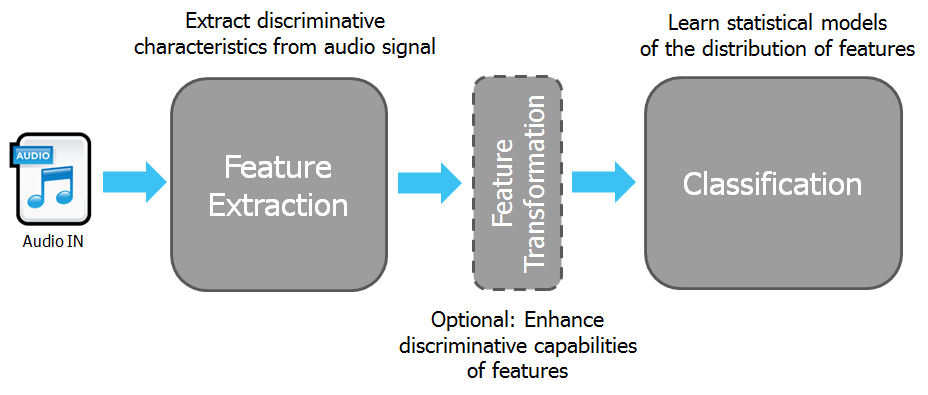 Extract discriminative
characteristics from audio signal
Learn statistical models
of the distribution of features
AUDIO
Audio IN
Feature
Extraction
Feature
Transformation
Classification
Optional: Enhance
discriminative capabilities
of features